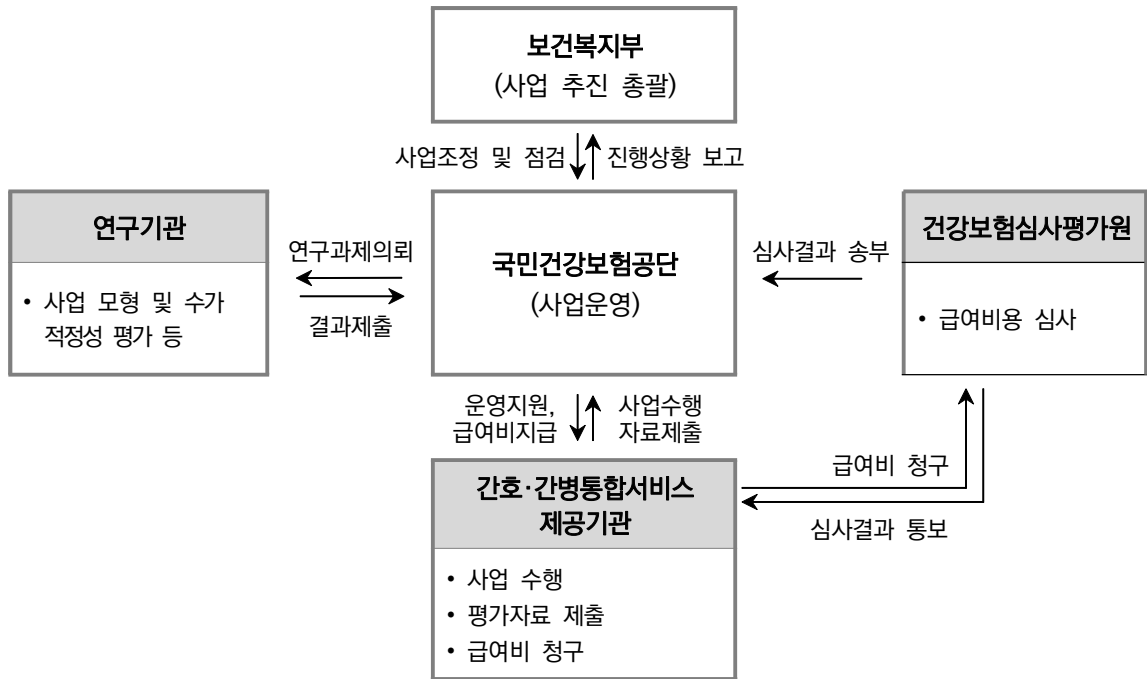 보건복지부
(사업 추진 총괄)
사업조정 및 점검
진행상황 보고
연구기관
• 사업 모형 및 수가
적정성 평가 등
연구과제의뢰
결과제출
국민건강보험공단
(사업운영)
심사결과 송부
건강보험심사평가원
• 급여비용 심사
운영지원,
급여비지급
사업수행
자료제출
간호·간병통합서비스
제공기관
• 사업 수행
• 평가자료 제출
• 급여비 청구
급여비 청구
심사결과 통보